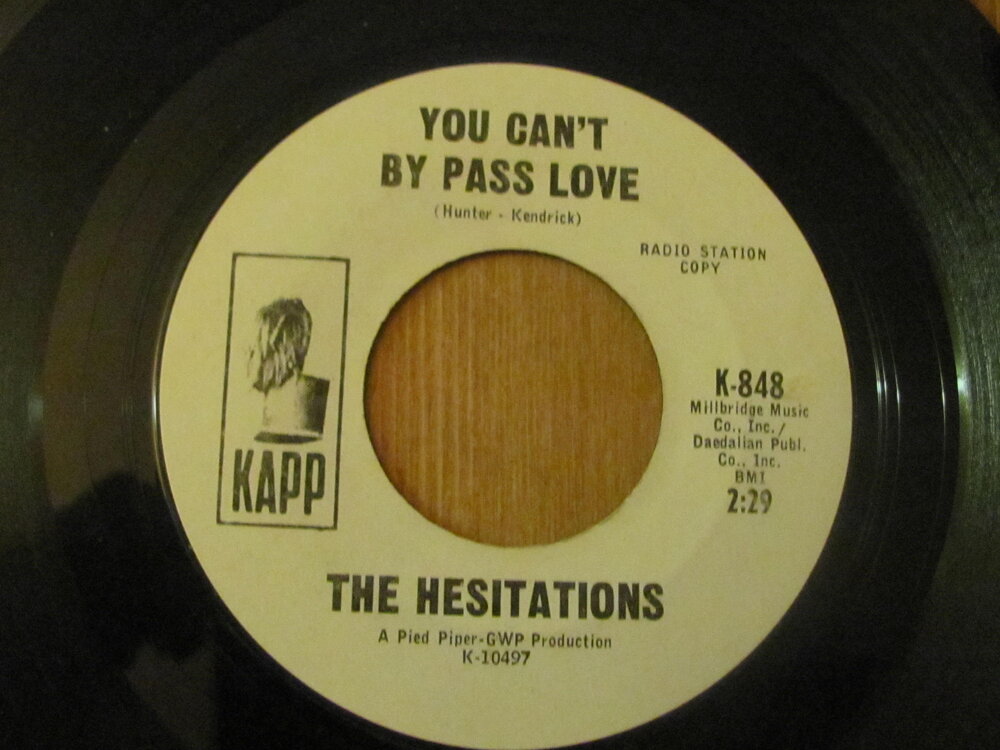 YOU CAN'T
BY PASS LOVE
(Hunter - Kendrick)
RADIO STATION
COPY
KAPP
K-848
Millbridge Music
Co., Inc./
Daedalian Publ.
Co., Inc.
BMI
2:29
THE HESITATIONS
A Pied Piper-GWP Production
K-10497